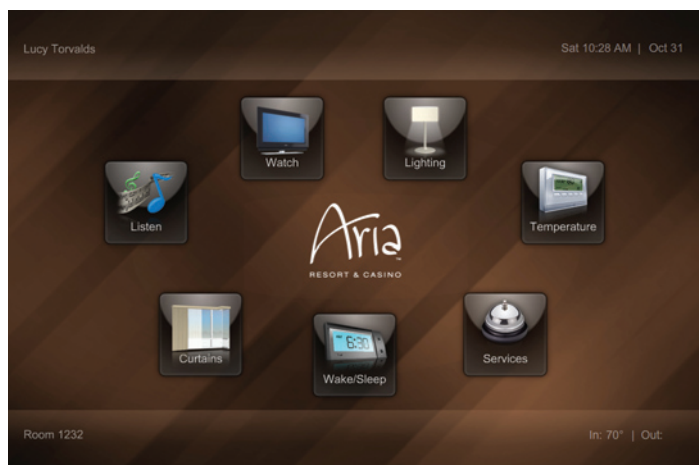 Lucy Torvalds
Sat 10:28 AM | Oct 31
Watch
Lighting
Listen
Temperature
Aria
RESORT & CASINO
Curtains
6:30
Wake/Sleep
Services
Room 1232
In: 70° | Out: